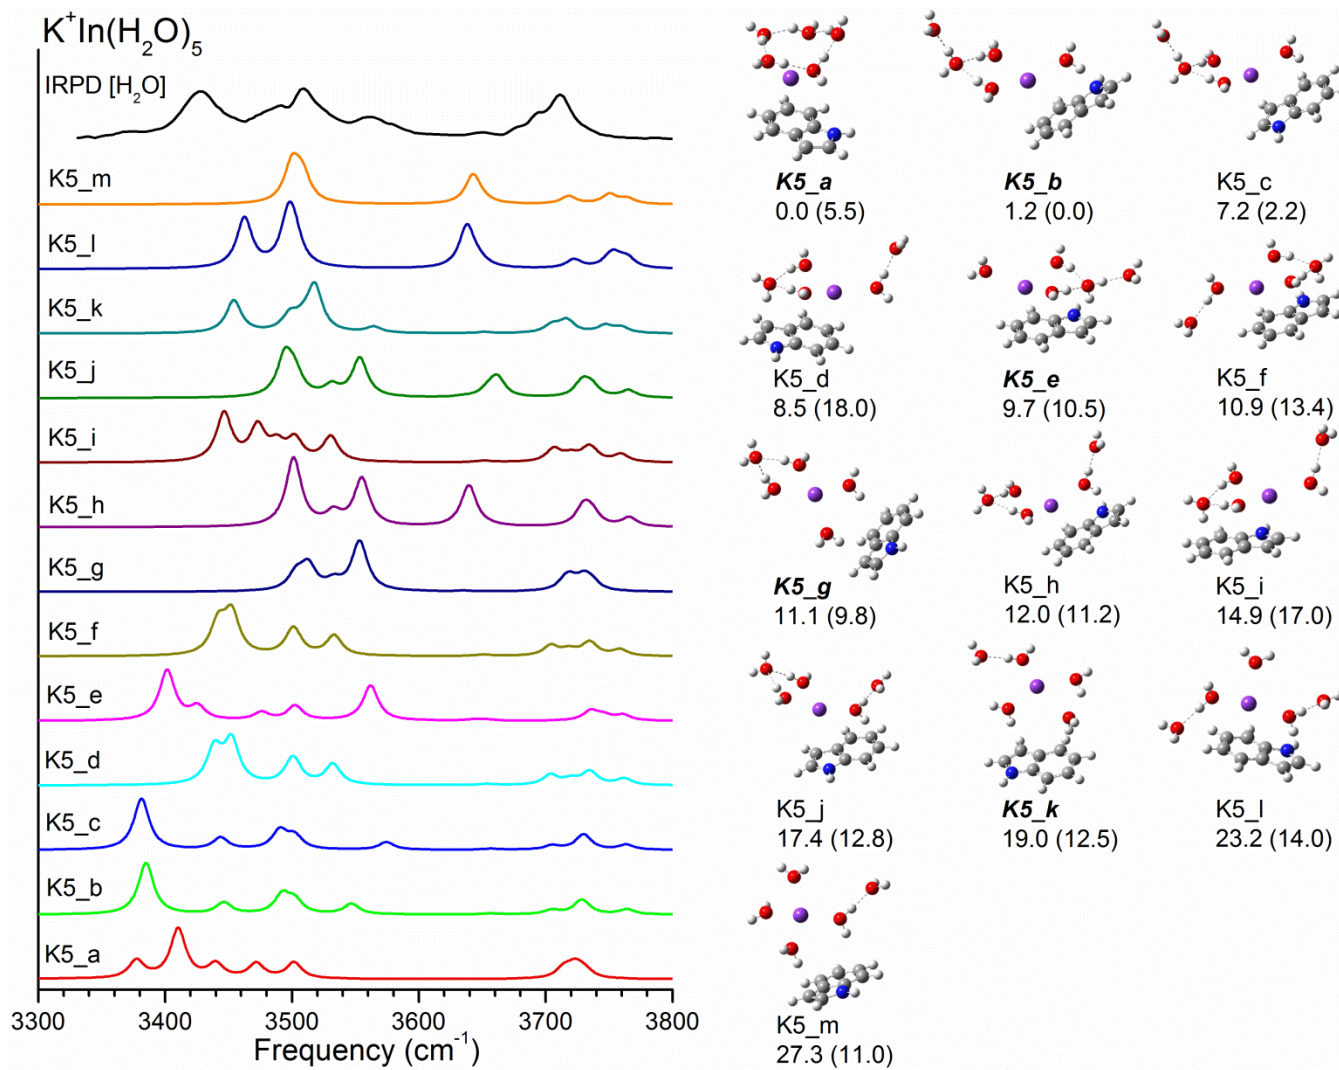 K⁺In(H₂O)₅
IRPD [H₂O]
K5_m
K5_l
K5_k
K5_j
K5_i
K5_h
K5_g
K5_f
K5_e
K5_d
K5_c
K5_b
K5_a
3300 3400 3500 3600 3700 3800
Frequency (cm⁻¹)
K5_a K5_b K5_c
0.0 (5.5) 1.2 (0.0) 7.2 (2.2)
K5_d K5_e K5_f
8.5 (18.0) 9.7 (10.5) 10.9 (13.4)
K5_g K5_h K5_i
11.1 (9.8) 12.0 (11.2) 14.9 (17.0)
K5_j K5_k K5_l
17.4 (12.8) 19.0 (12.5) 23.2 (14.0)
K5_m
27.3 (11.0)